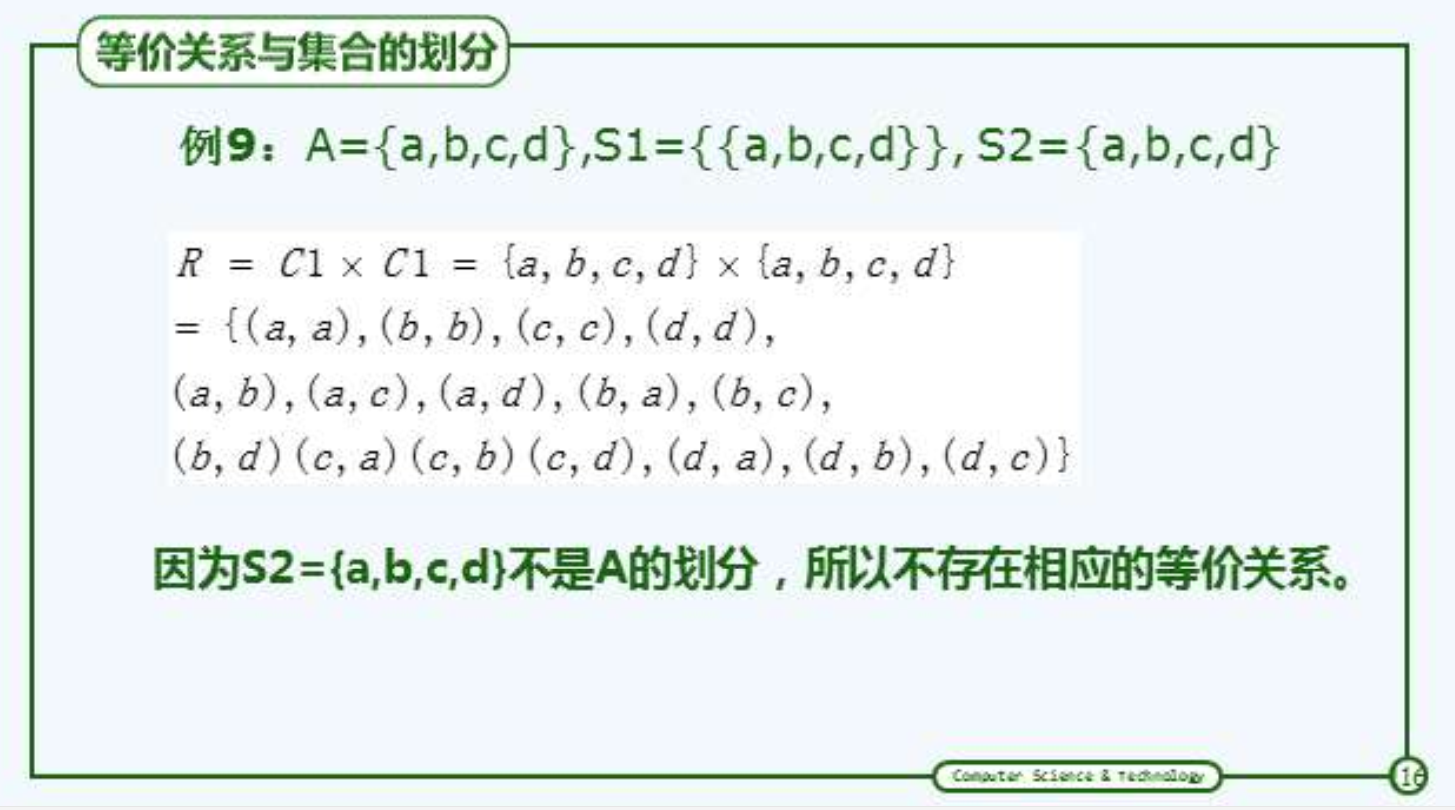 等价关系与集合的划分
例9：A={a,b,c,d},S1={{a,b,c,d}}, S2={a,b,c,d}
R = C1 × C1 = {a, b, c, d} × {a, b, c, d}
= {(a, a), (b, b), (c, c), (d, d),
(a, b), (a, c), (a, d), (b, a), (b, c),
(b, d)(c, a)(c, b)(c, d), (d, a), (d, b), (d, c)}
因为S2={a,b,c,d}不是A的划分，所以不存在相应的等价关系。
Computer Science & Technology
16